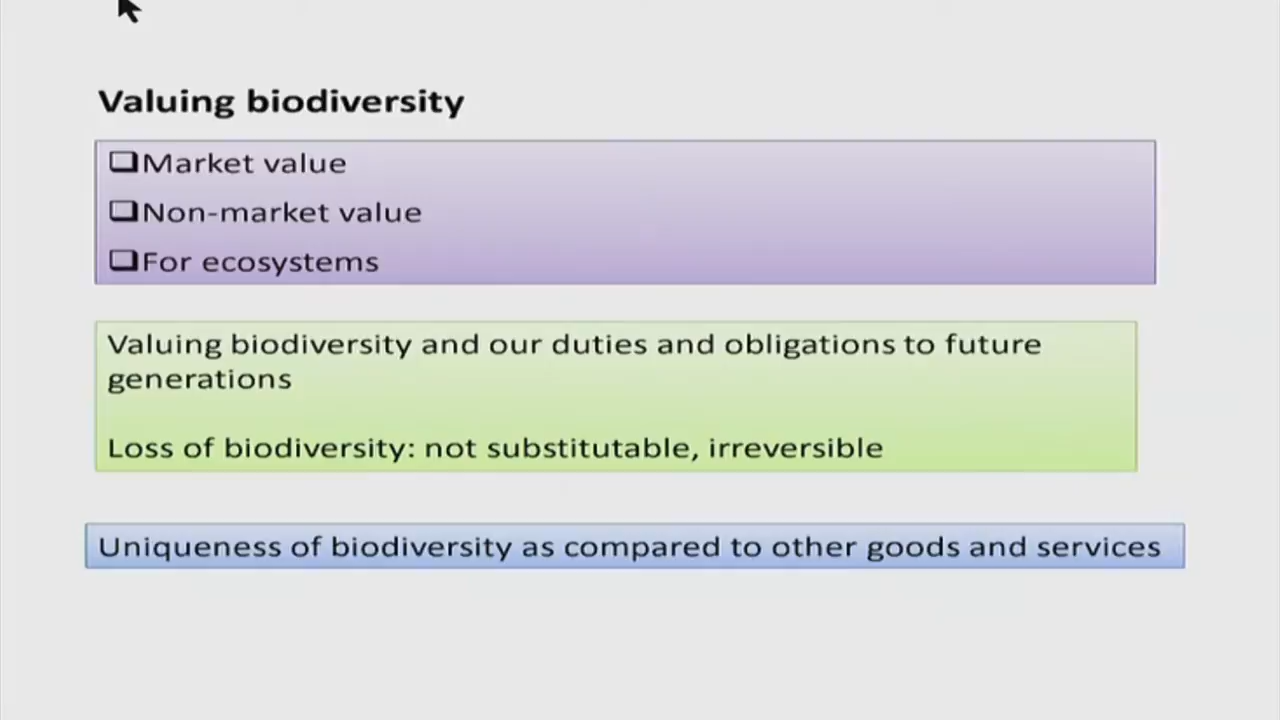 Valuing biodiversity
❑Market value
❑Non-market value
❑For ecosystems
Valuing biodiversity and our duties and obligations to future
generations
Loss of biodiversity: not substitutable, irreversible
Uniqueness of biodiversity as compared to other goods and services